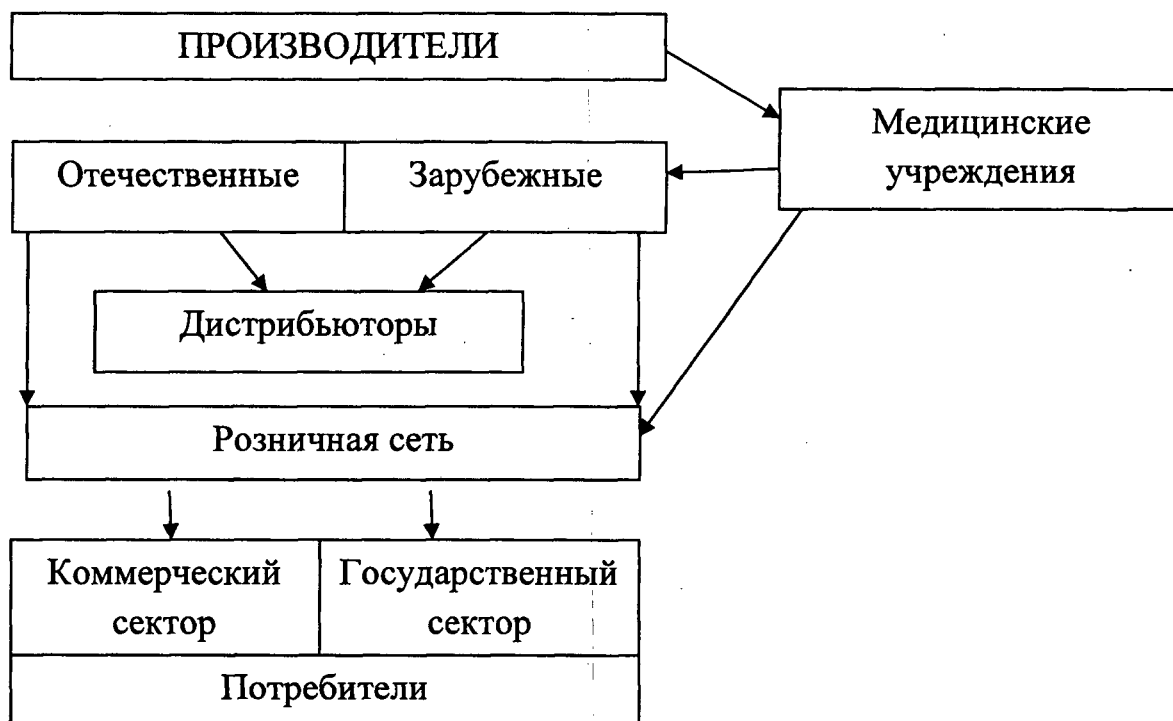 ПРОИЗВОДИТЕЛИ
Медицинские
учреждения
Отечественные
Зарубежные
Дистрибьюторы
Розничная сеть
Коммерческий
сектор
Государственный
сектор
Потребители